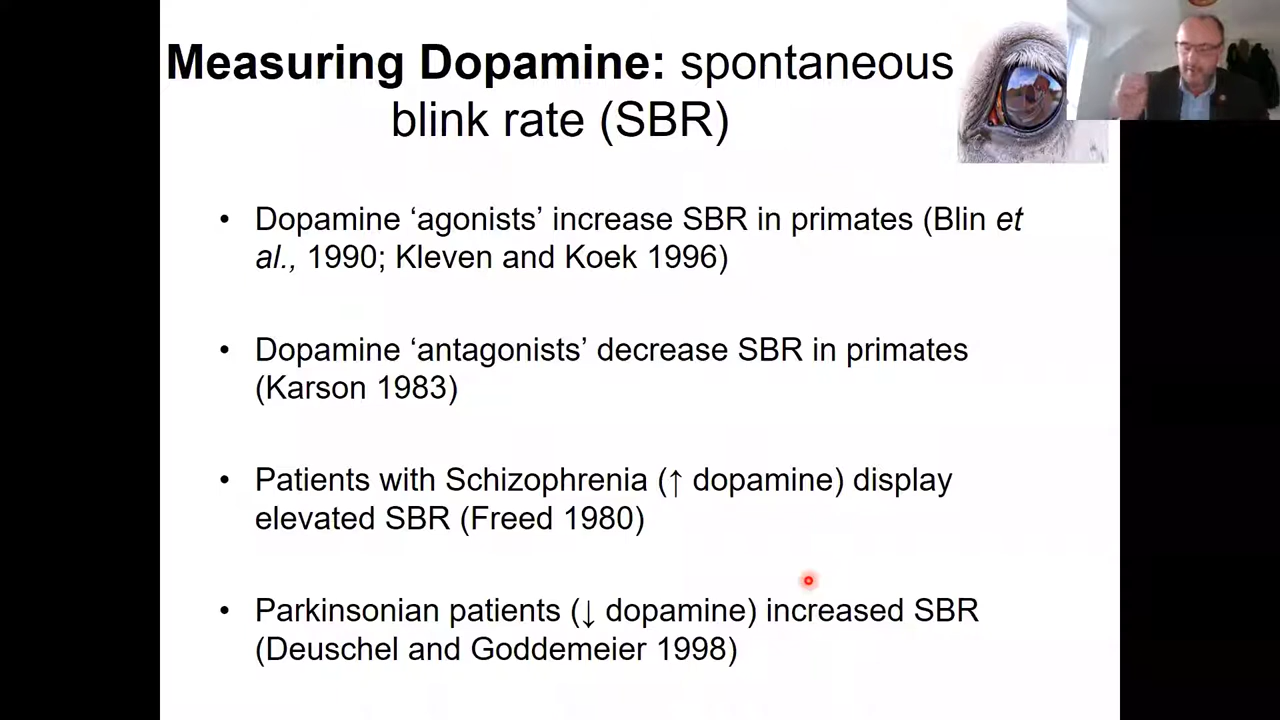 Measuring Dopamine: spontaneous
blink rate (SBR)
• Dopamine ‘agonists’ increase SBR in primates (Blin et
al., 1990; Kleven and Koek 1996)
• Dopamine ‘antagonists’ decrease SBR in primates
(Karson 1983)
• Patients with Schizophrenia (↑ dopamine) display
elevated SBR (Freed 1980)
• Parkinsonian patients (↓ dopamine) increased SBR
(Deuschel and Goddemeier 1998)